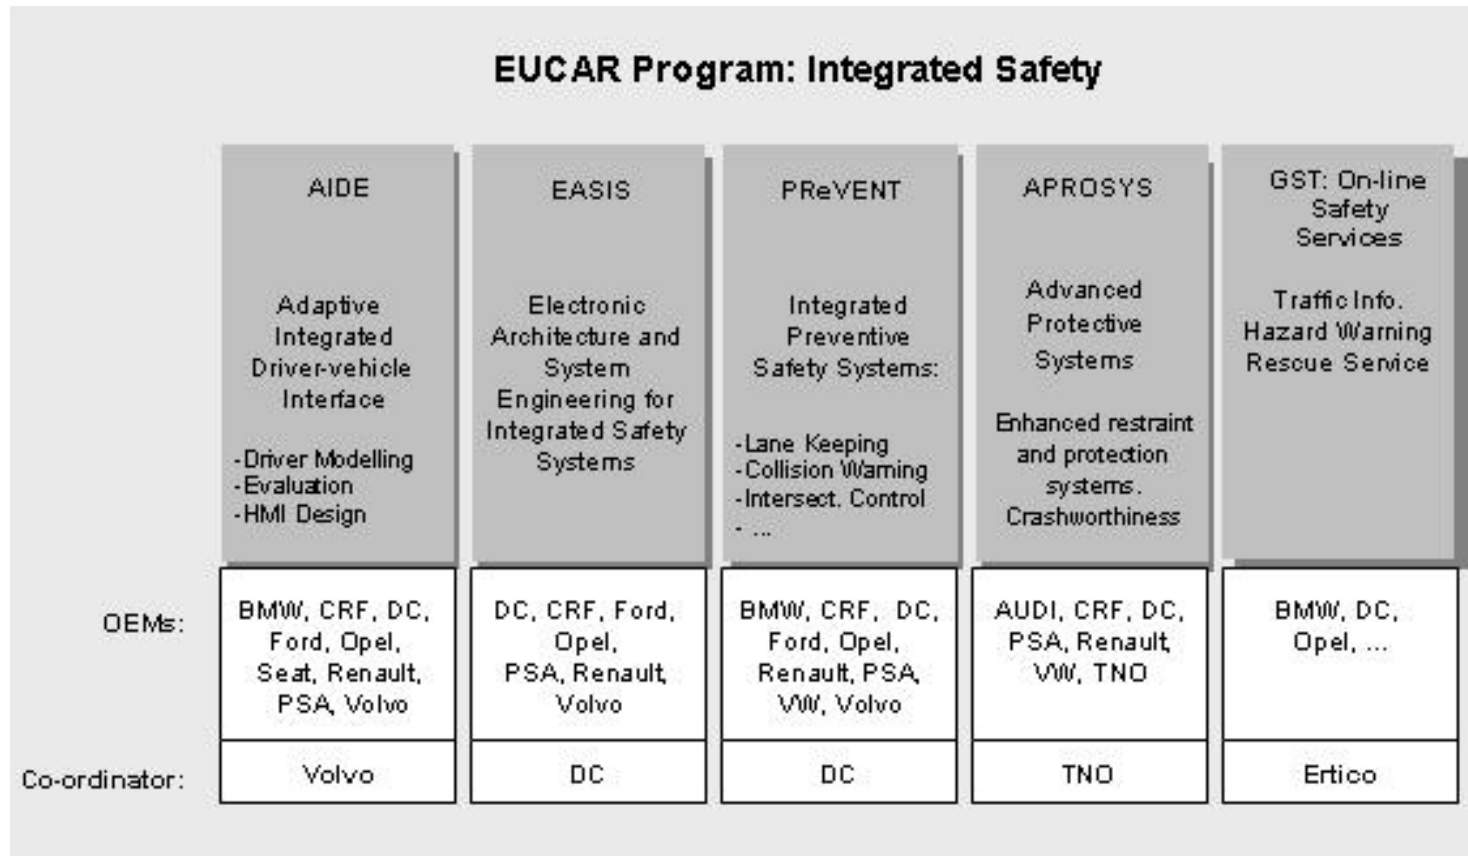 EUCAR Program: Integrated Safety
AIDE
Adaptive
Integrated
Driver-vehicle
Interface
-Driver Modelling
-Evaluation
-HMI Design
EASIS
Electronic
Architecture and
System
Engineering for
Integrated Safety
Systems
PReVENT
Integrated
Preventive
Safety Systems:
-Lane Keeping
-Collision Warning
-Intersect. Control
- ...
APROSYS
Advanced
Protective
Systems
Enhanced restraint
and protection
systems.
Crashworthiness
GST: On-line
Safety
Services
Traffic Info.
Hazard Warning
Rescue Service
OEMs:
BMW, CRF, DC,
Ford, Opel,
Seat, Renault,
PSA, Volvo
DC, CRF, Ford,
Opel,
PSA, Renault,
Volvo
BMW, CRF, DC,
Ford, Opel,
Renault, PSA,
VW, Volvo
AUDI, CRF, DC,
PSA, Renault,
VW, TNO
BMW, DC,
Opel, ...
Co-ordinator:
Volvo
DC
DC
TNO
Ertico